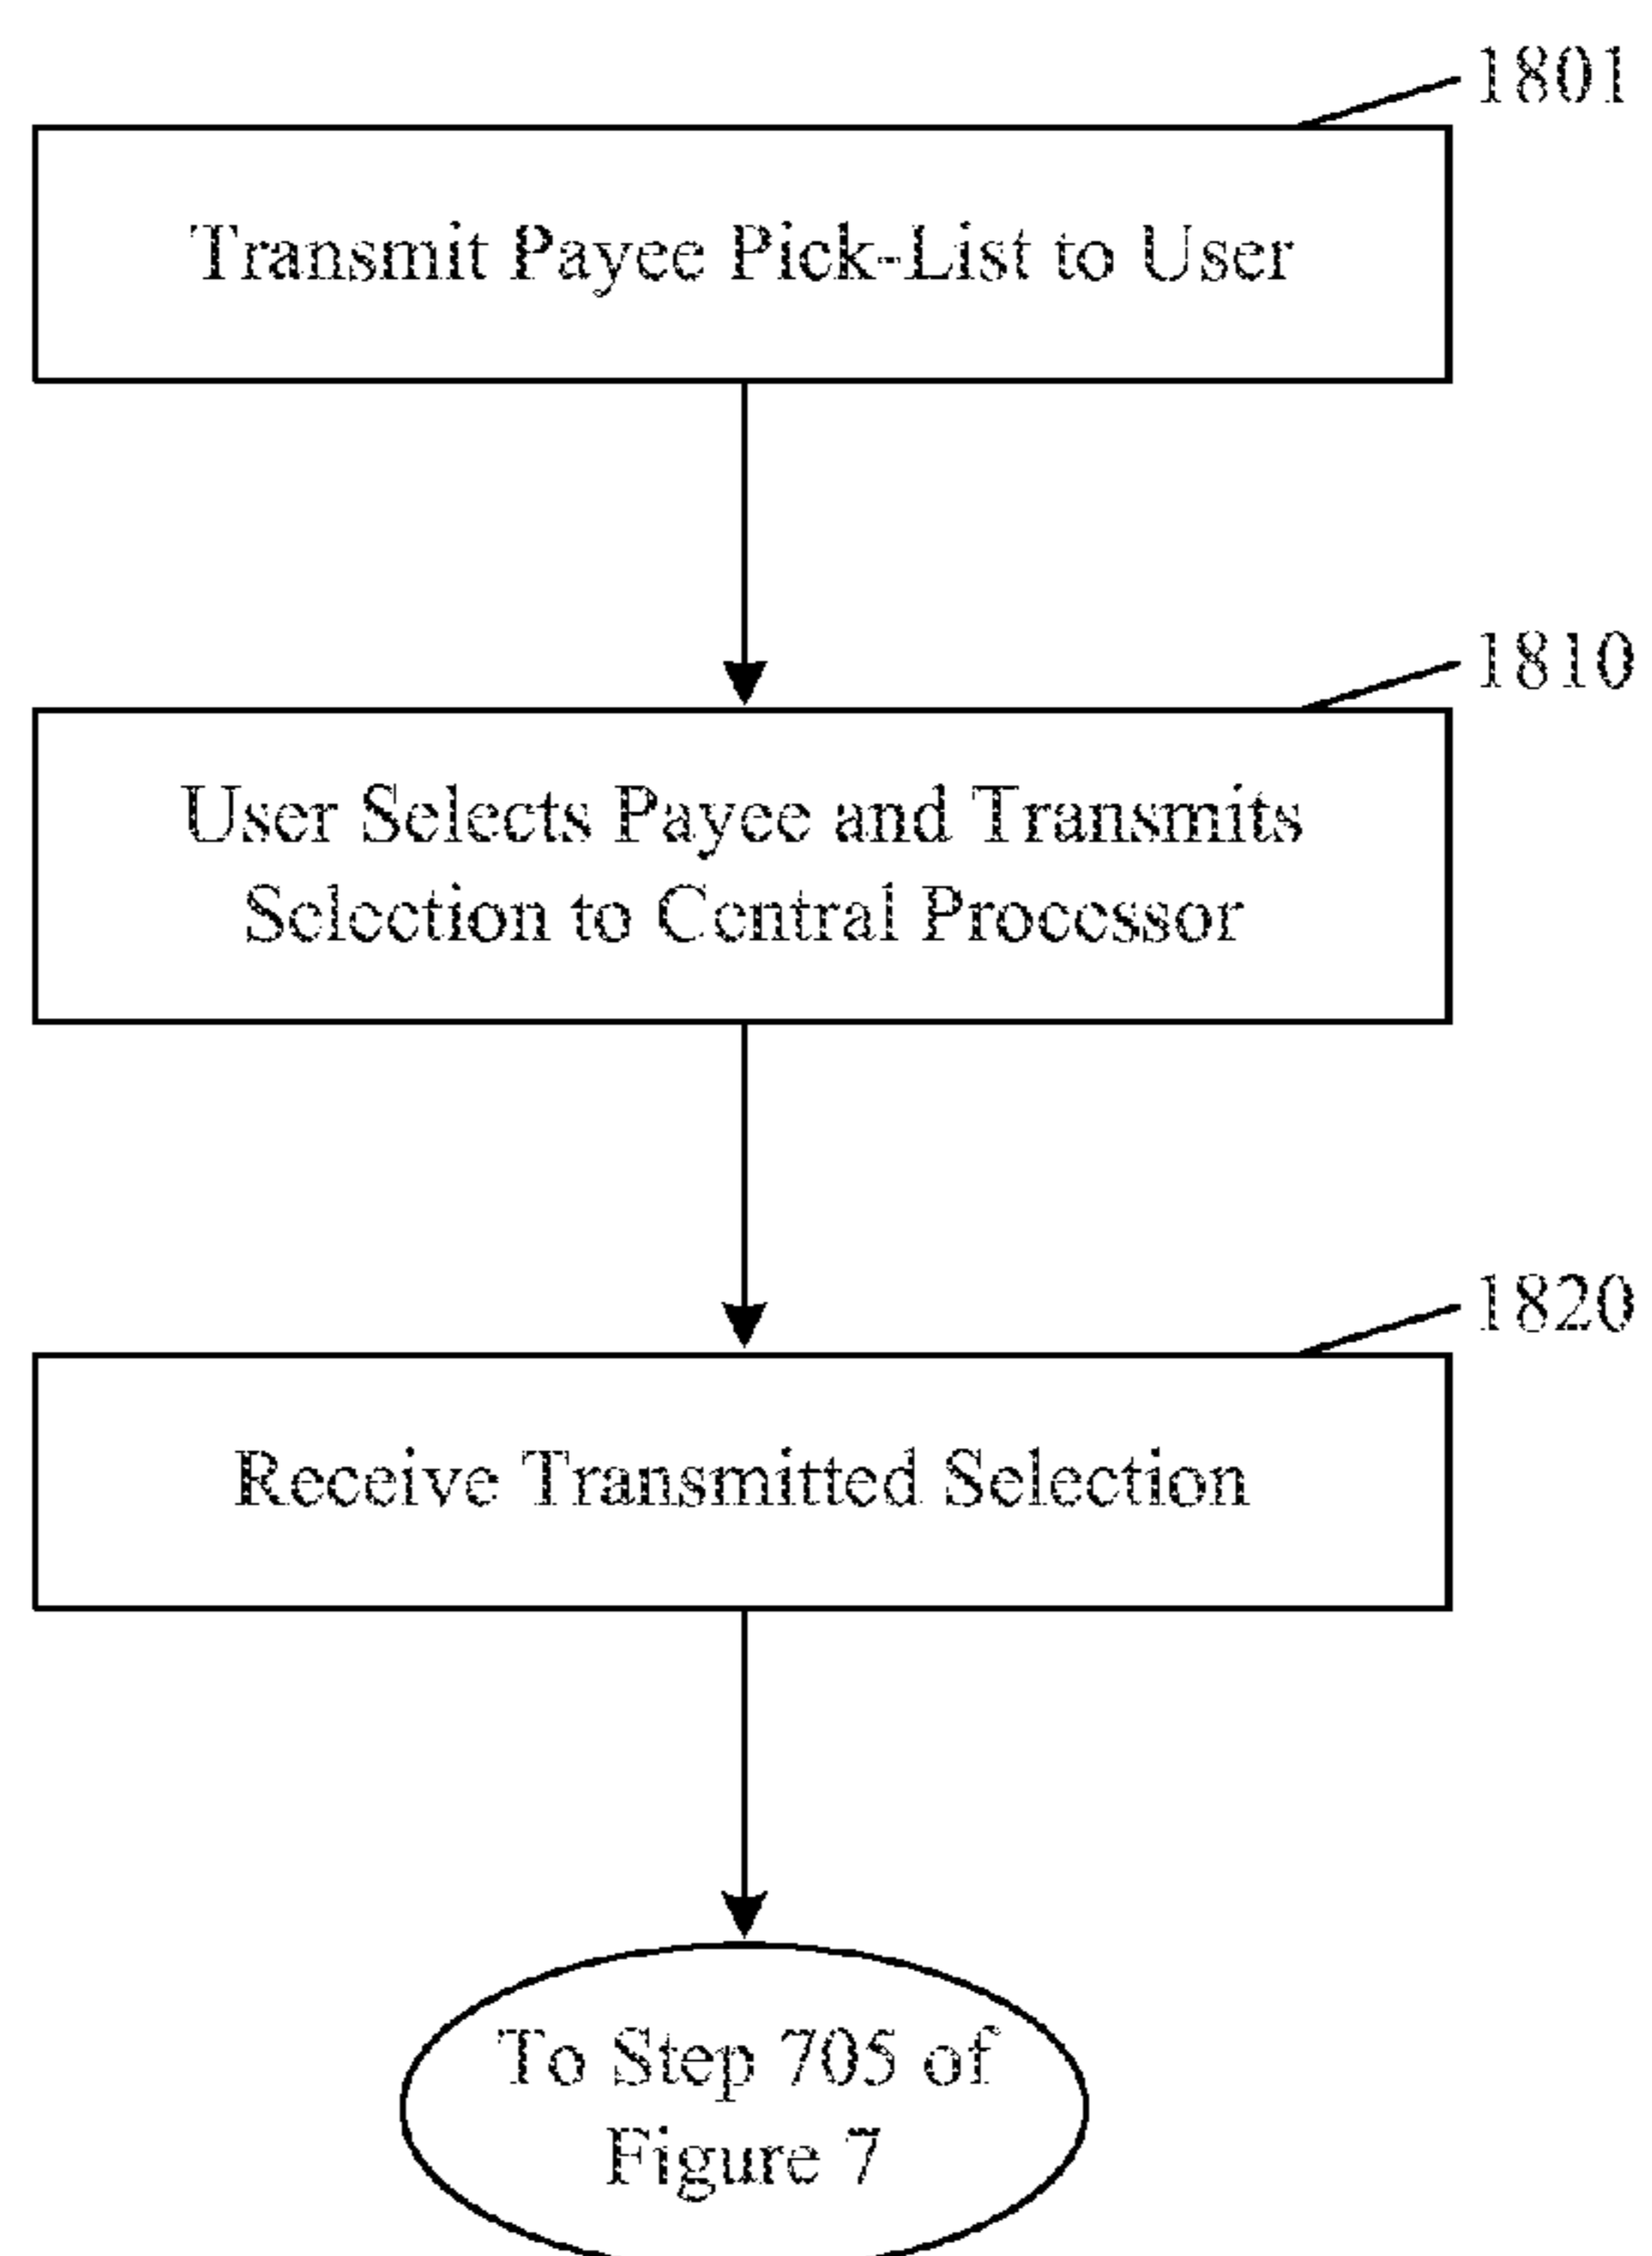 1801
Transmit Payee Pick-List to User
1810
User Selects Payee and Transmits
Selection to Central Processor
1820
Receive Transmitted Selection
To Step 705 of
Figure 7